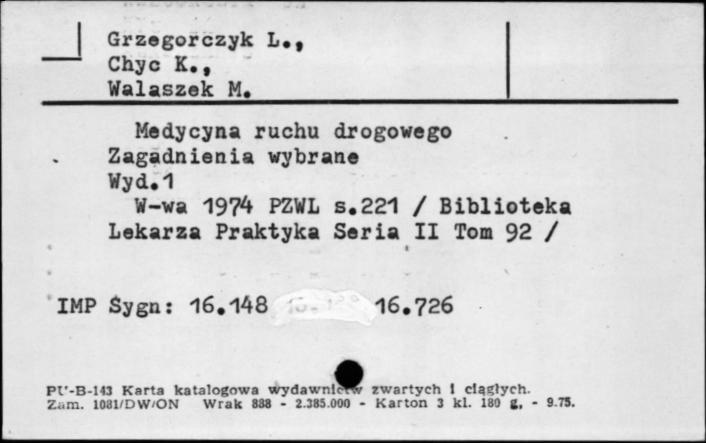 Grzegorczyk L.,
Chyc K.,
Walaszek M.
Medycyna ruchu drogowego
Zagadnienia wybrane
Wyd.1
W-wa 1974 PZWL s.221 / Biblioteka
Lekarza Praktyka Seria II Tom 92 /
IMP Sygn: 16.148 16.726
PU-B-143 Karta katalogowa wydawnictw zwartych i ciągłych.
Zam. 1081/DW/ON Wrak 888 - 2.385.000 - Karton 3 kl. 180 g, - 9.75.